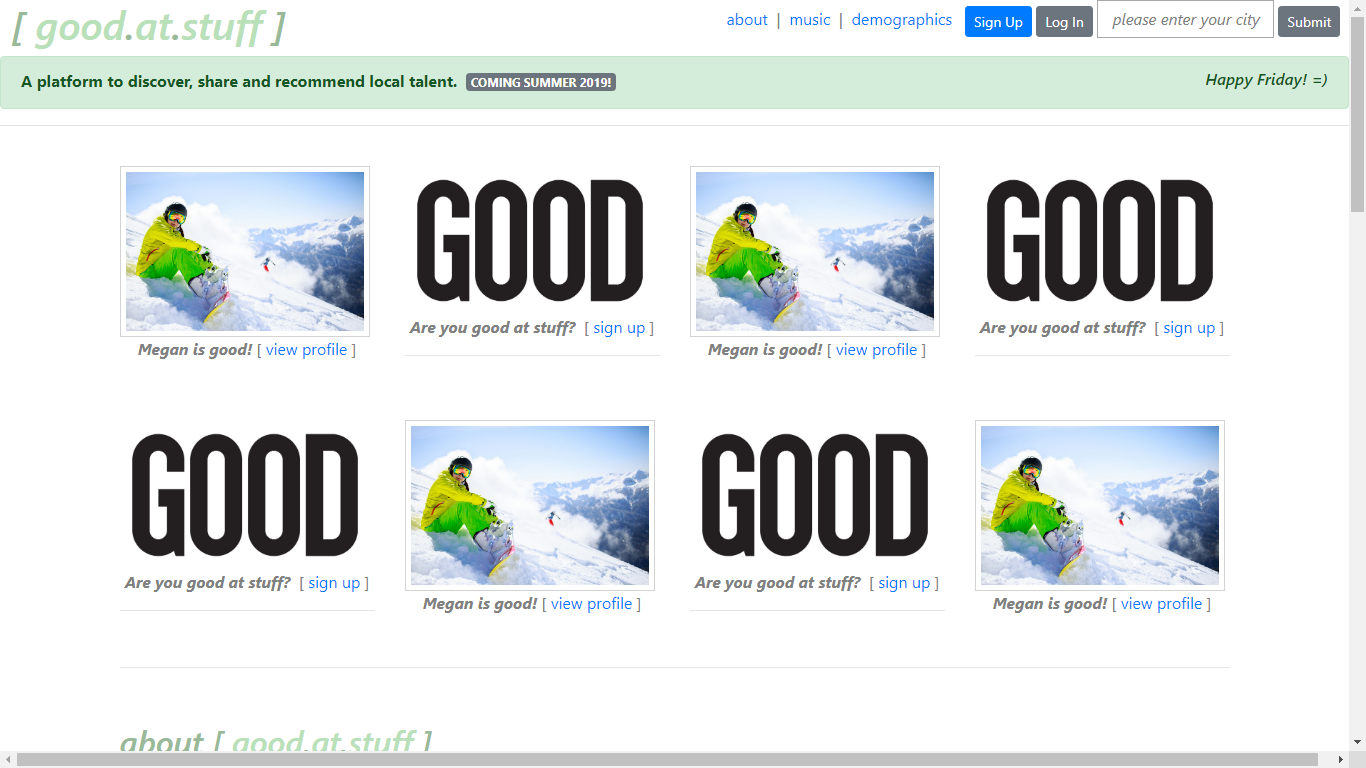 [ good.at.stuff ]
about | music | demographics Sign Up Log In please enter your city Submit
A platform to discover, share and recommend local talent. COMING SUMMER 2019! Happy Friday! =)
GOOD GOOD
Are you good at stuff? [ sign up ] Are you good at stuff? [ sign up ]
Megan is good! [ view profile ] Megan is good! [ view profile ]
GOOD GOOD
Are you good at stuff? [ sign up ] Are you good at stuff? [ sign up ]
Megan is good! [ view profile ] Megan is good! [ view profile ]
about [ good.at.stuff ]